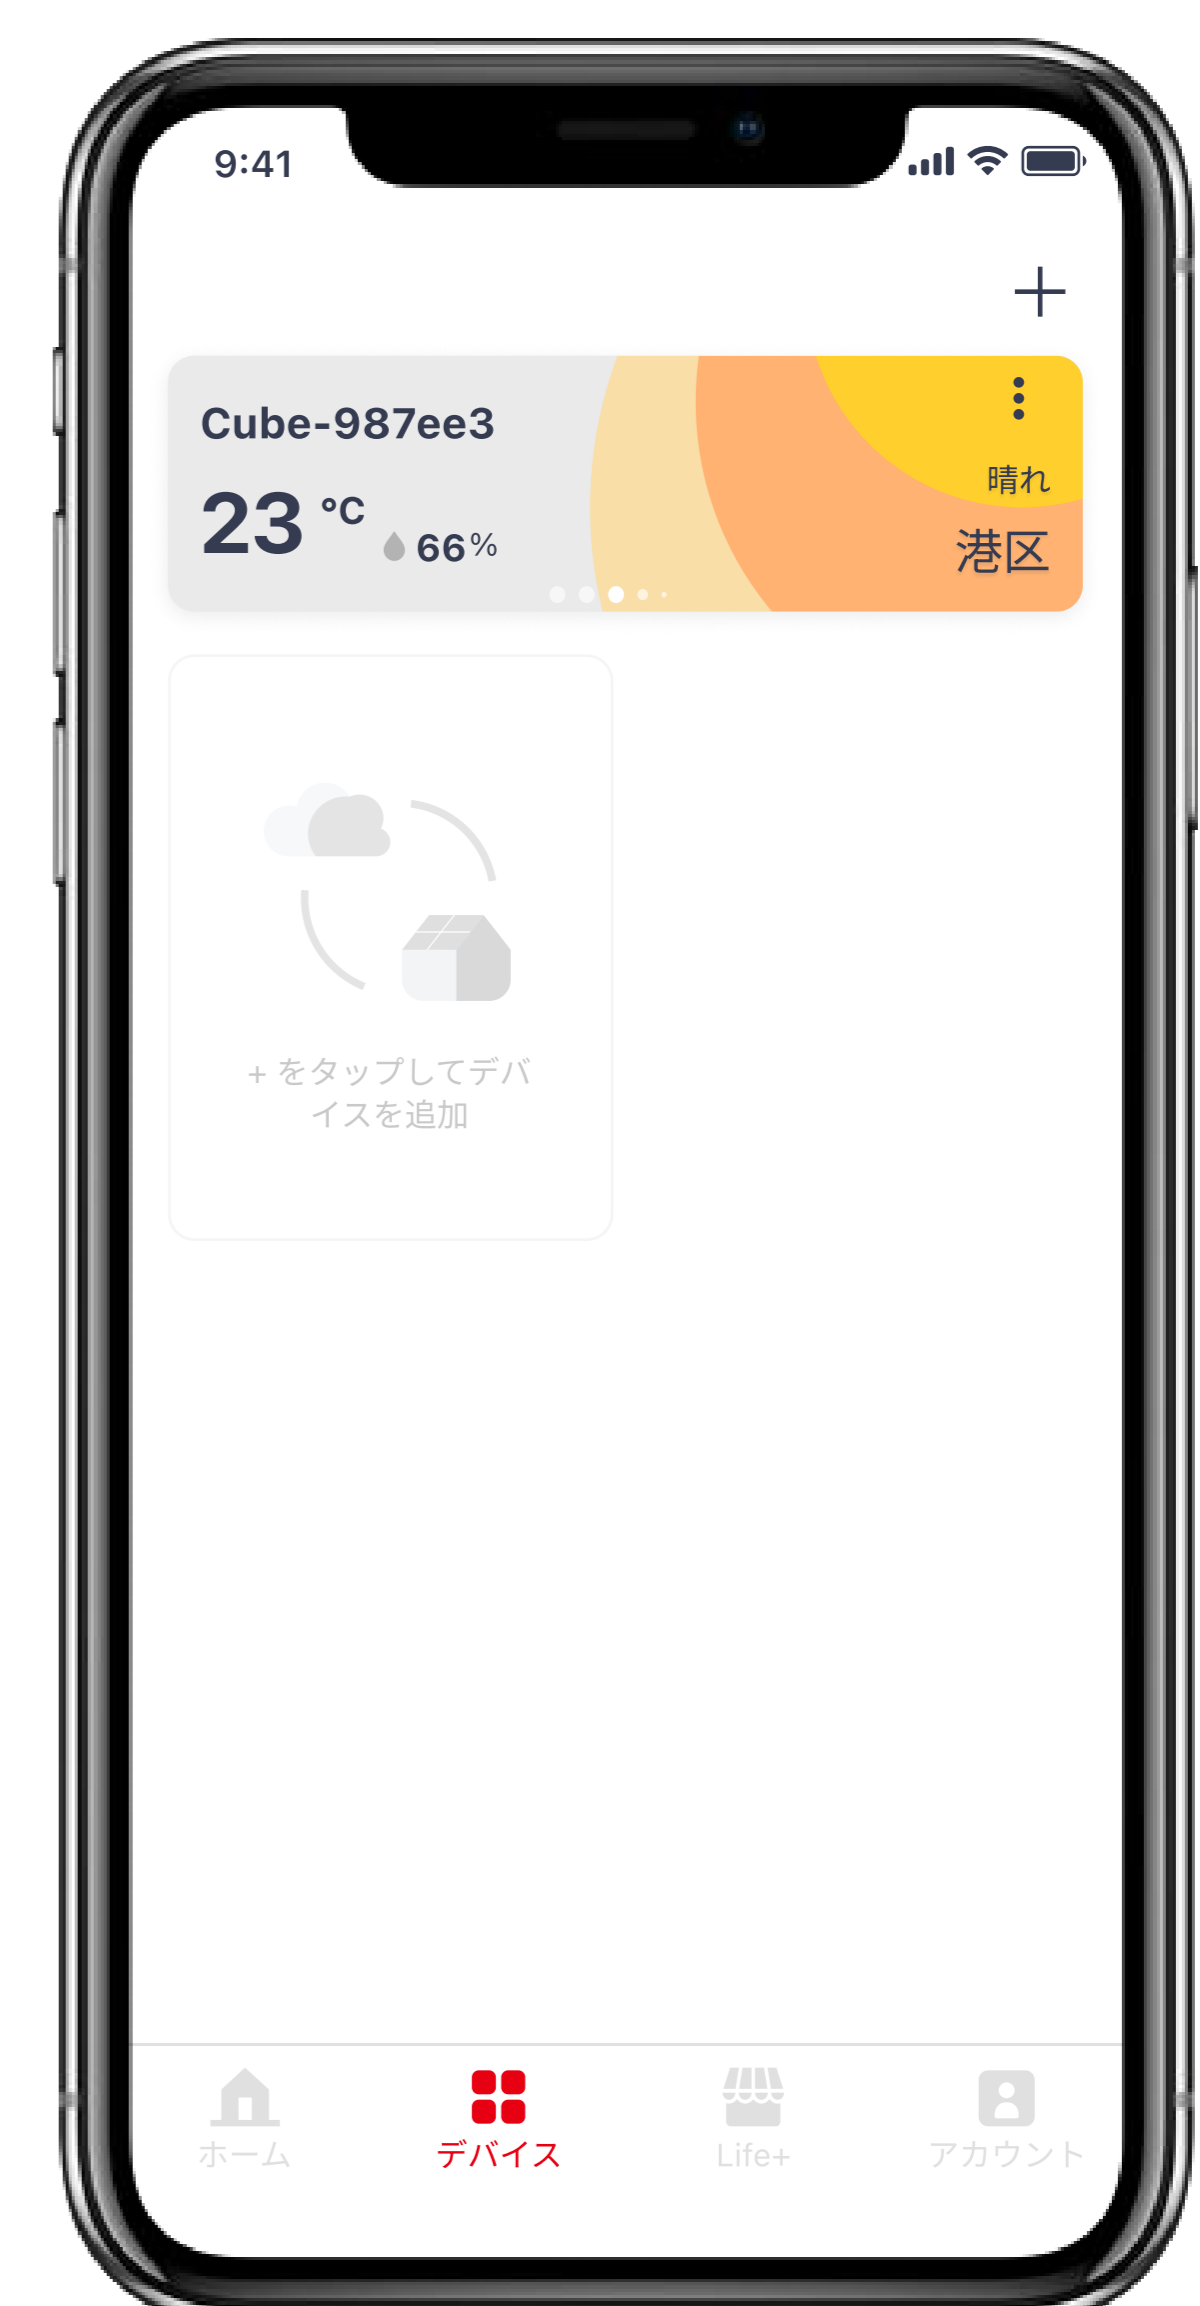 9:41
Cube-987ee3
23 °C
66%
晴れ
港区
+ をタップしてデバ
イスを追加
ホーム
デバイス
Life+
アカウント